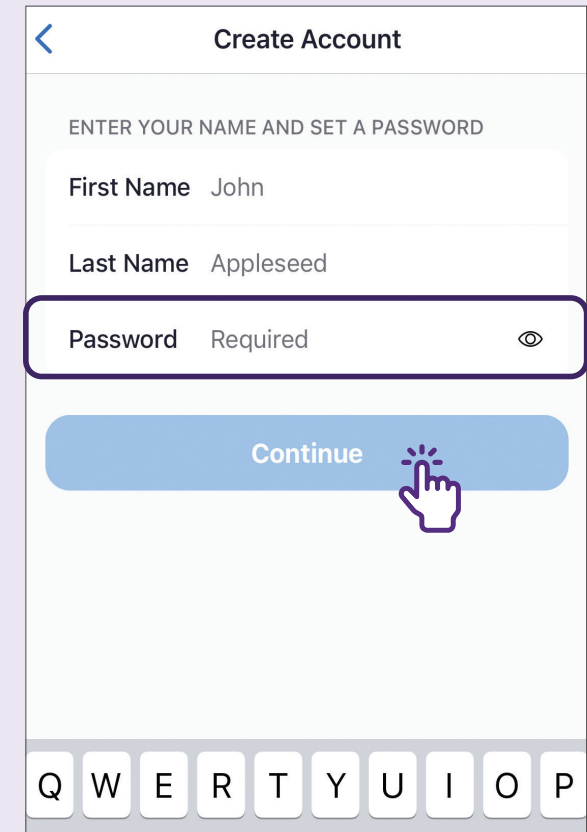 Create Account
ENTER YOUR NAME AND SET A PASSWORD
First Name John
Last Name Appleseed
Password Required
Continue
Q W E R T Y U I O P